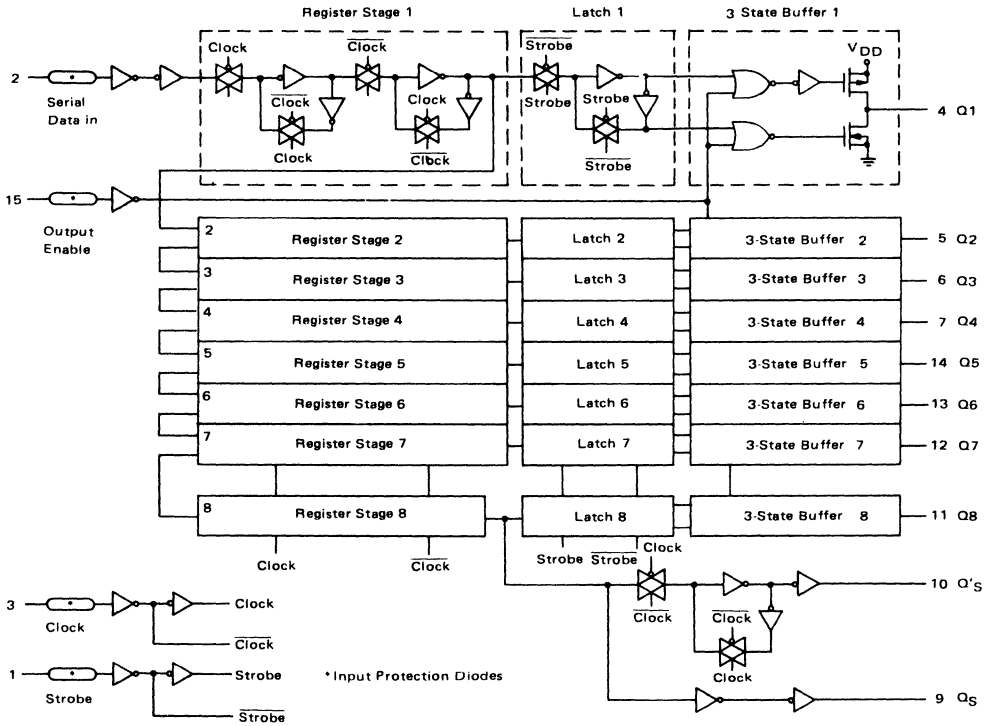 Register Stage 1
Latch 1
3 State Buffer 1
Clock
Clock
Strobe
VDD
2
Serial
Data in
Clock
Clock
Strobe
Strobe
4 Q1
Clock
Clock
Strobe
15
Output
Enable
2 Register Stage 2 Latch 2 3-State Buffer 2 5 Q2
3 Register Stage 3 Latch 3 3-State Buffer 3 6 Q3
4 Register Stage 4 Latch 4 3-State Buffer 4 7 Q4
5 Register Stage 5 Latch 5 3-State Buffer 5 14 Q5
6 Register Stage 6 Latch 6 3-State Buffer 6 13 Q6
7 Register Stage 7 Latch 7 3-State Buffer 7 12 Q7
8 Register Stage 8 Latch 8 3-State Buffer 8 11 Q8
Clock
Clock
Strobe
Strobe
Clock
10 Q'S
Clock
Clock
Clock
3
Clock
Clock
Clock
1
Strobe
Strobe
Strobe
* Input Protection Diodes
9 QS